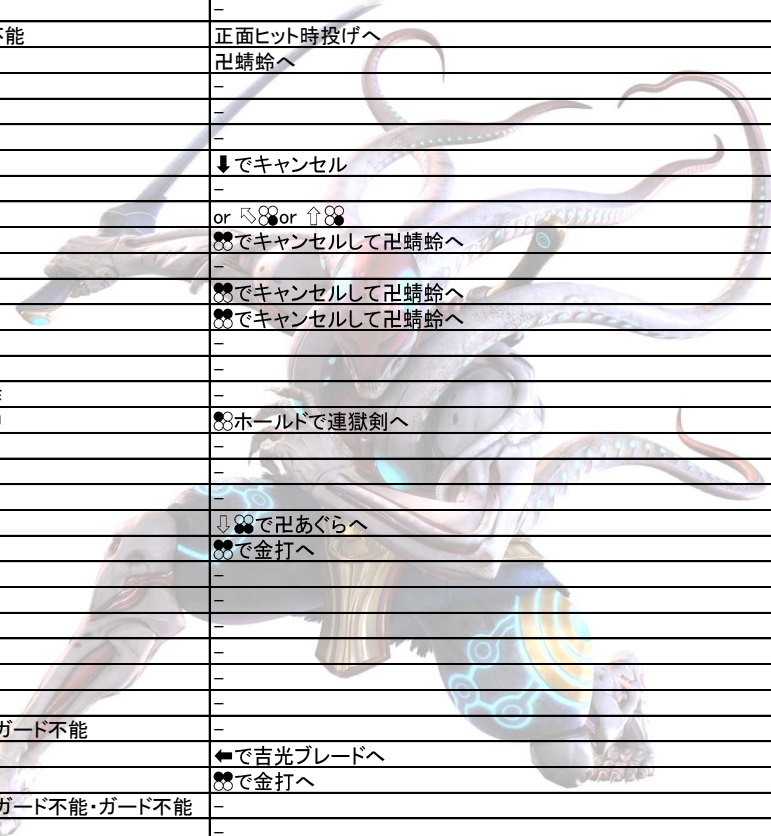 –
不能 正面ヒット時投げへ
卍蜻蛉へ
–
–
–
⬇でキャンセル
–
or ⇖ or ⇧
でキャンセルして卍蜻蛉へ
–
でキャンセルして卍蜻蛉へ
でキャンセルして卍蜻蛉へ
–
–
–
ホールドで連獄剣へ
–
–
–
⇩で卍あぐらへ
で金打へ
–
–
–
–
–
–
ガード不能 –
⬅で吉光ブレードへ
で金打へ
ガード不能・ガード不能 –
–